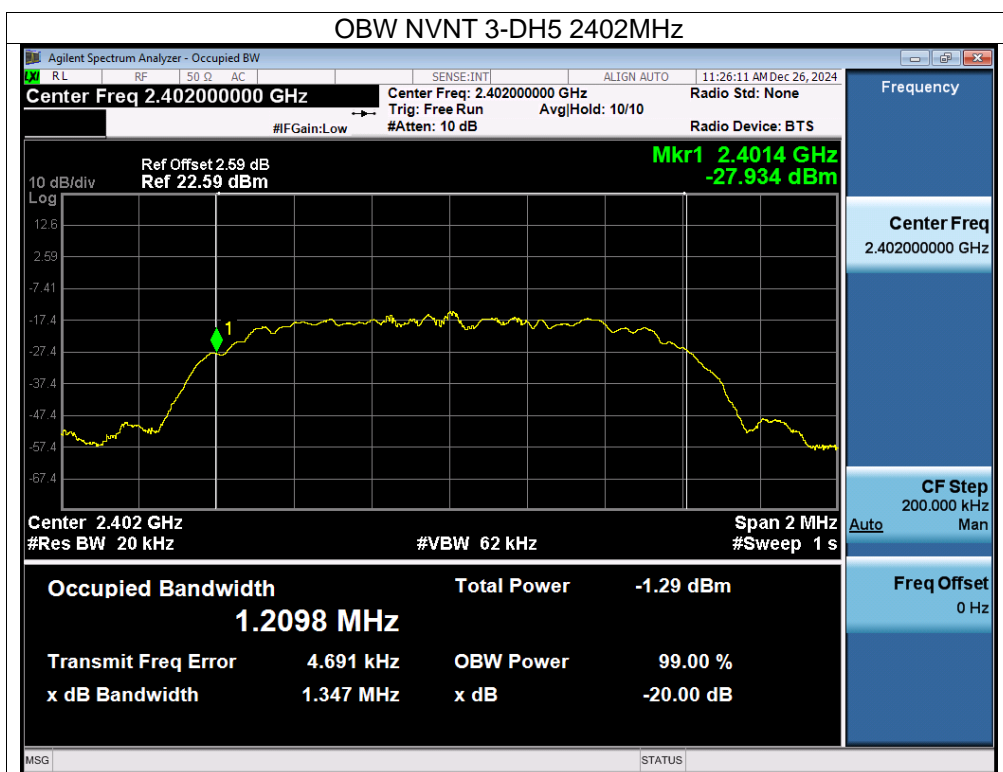 OBW NVNT 3-DH5 2402MHz
Agilent Spectrum Analyzer - Occupied BW
LXI RL RF 50 Ω AC SENSE:INT ALIGN AUTO 11:26:11 AM Dec 26, 2024
Center Freq 2.402000000 GHz Center Freq: 2.402000000 GHz Radio Std: None Frequency
Trig: Free Run Avg|Hold: 10/10
#IFGain:Low #Atten: 10 dB Radio Device: BTS
Ref Offset 2.59 dB Mkr1 2.4014 GHz
10 dB/div Ref 22.59 dBm -27.934 dBm
Log
12.6
2.59
-7.41
-17.4
-27.4
-37.4
-47.4
-57.4
-67.4
1
Center Freq
2.402000000 GHz
Center 2.402 GHz Span 2 MHz
#Res BW 20 kHz #VBW 62 kHz #Sweep 1 s
CF Step
200.000 kHz
Auto Man
Occupied Bandwidth Total Power -1.29 dBm
1.2098 MHz
Transmit Freq Error 4.691 kHz OBW Power 99.00 %
x dB Bandwidth 1.347 MHz x dB -20.00 dB
Freq Offset
0 Hz
MSG STATUS